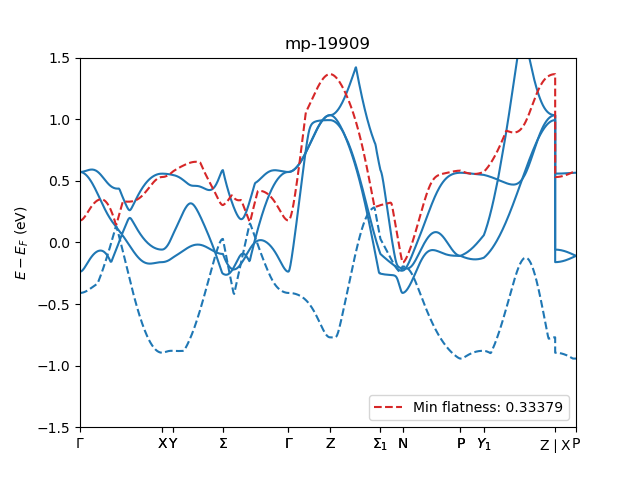 mp-19909
E − E_F (eV)
1.5
1.0
0.5
0.0
−0.5
−1.0
−1.5
Min flatness: 0.33379
Γ X Y Σ Γ Z Σ₁ N P Y₁ Z | X P